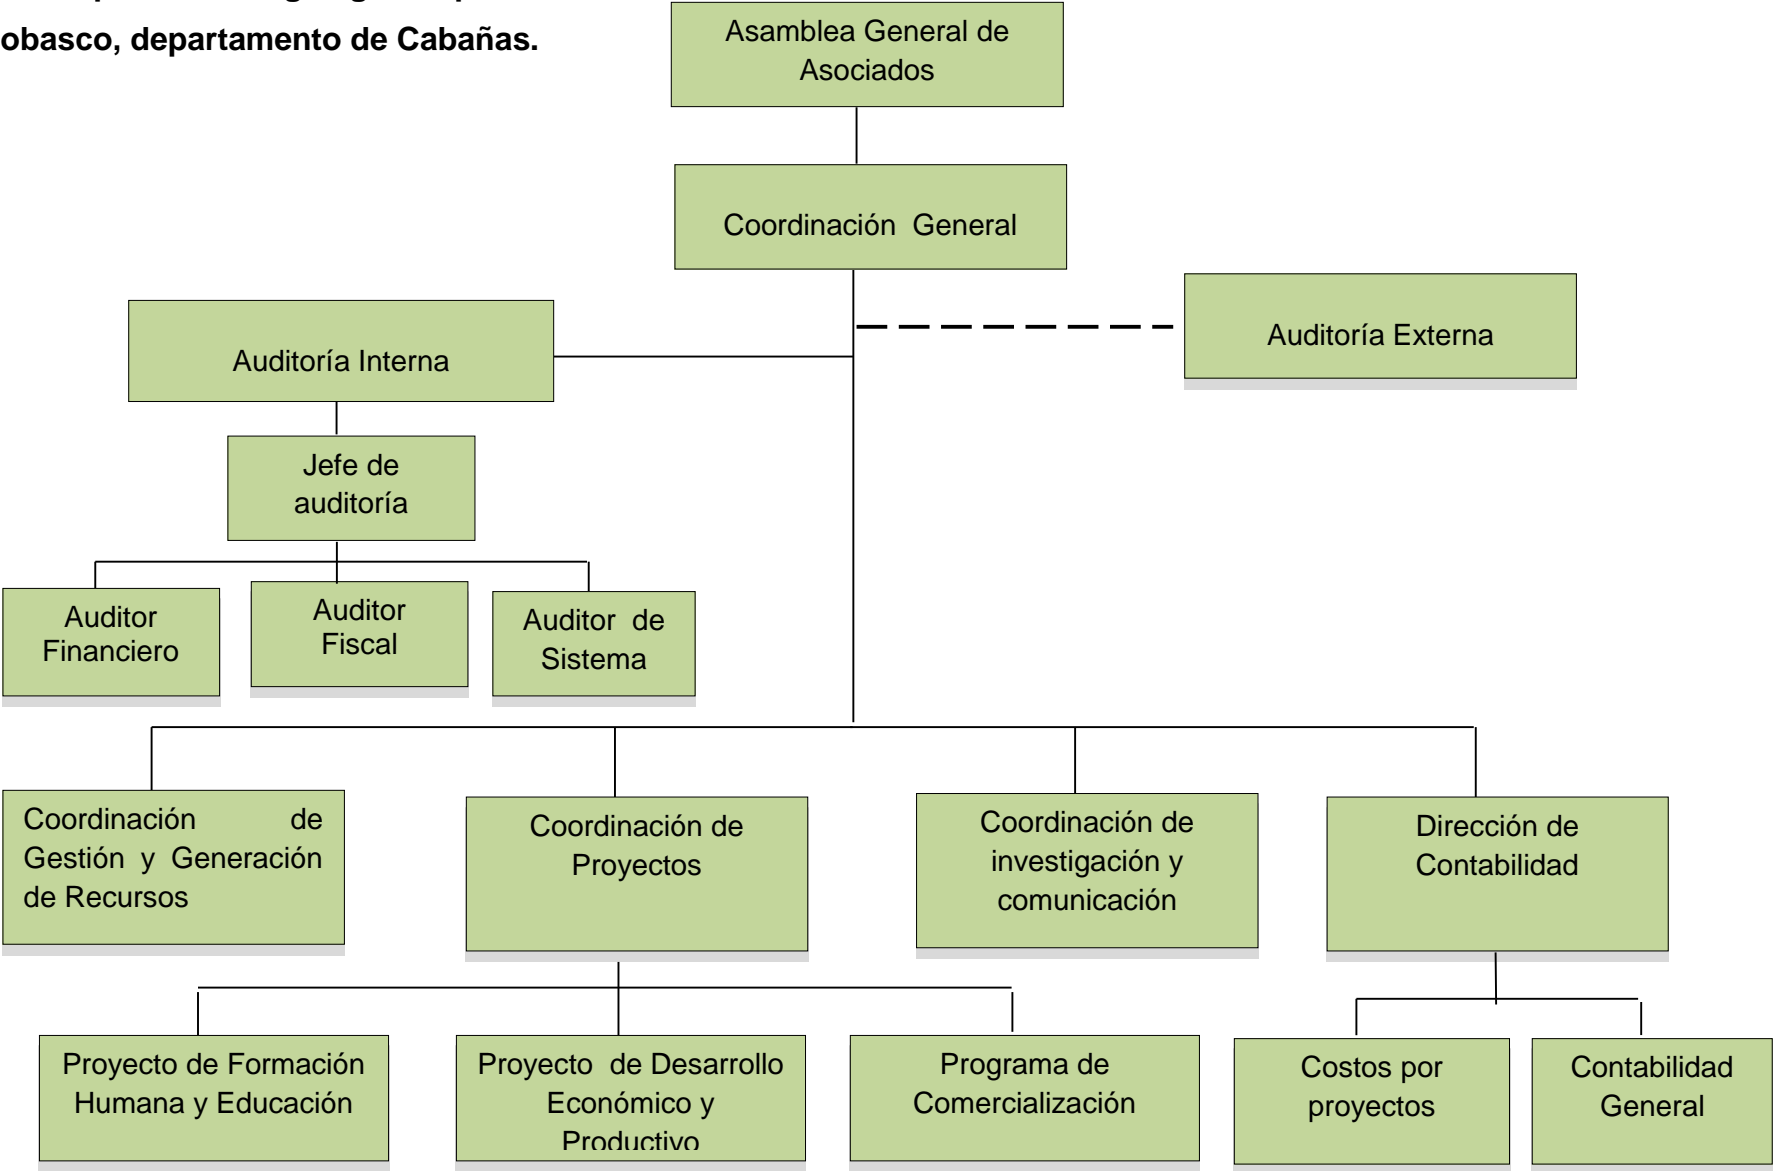 obasco, departamento de Cabañas.
Asamblea General de
Asociados
Coordinación General
Auditoría Externa
Auditoría Interna
Jefe de
auditoría
Auditor
Financiero
Auditor
Fiscal
Auditor de
Sistema
Coordinación de
Gestión y Generación
de Recursos
Coordinación de
Proyectos
Coordinación de
investigación y
comunicación
Dirección de
Contabilidad
Proyecto de Formación
Humana y Educación
Proyecto de Desarrollo
Económico y
Productivo
Programa de
Comercialización
Costos por
proyectos
Contabilidad
General